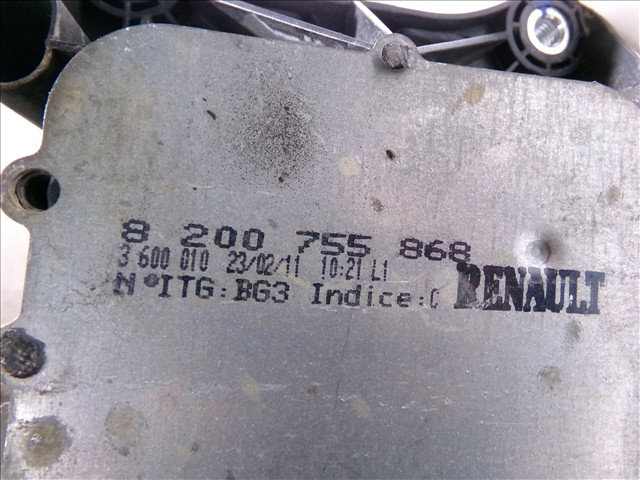 8 200 755 868
3 600 010 23/02/11 10:21 L1
N°ITG:BG3 Indice:C RENAULT